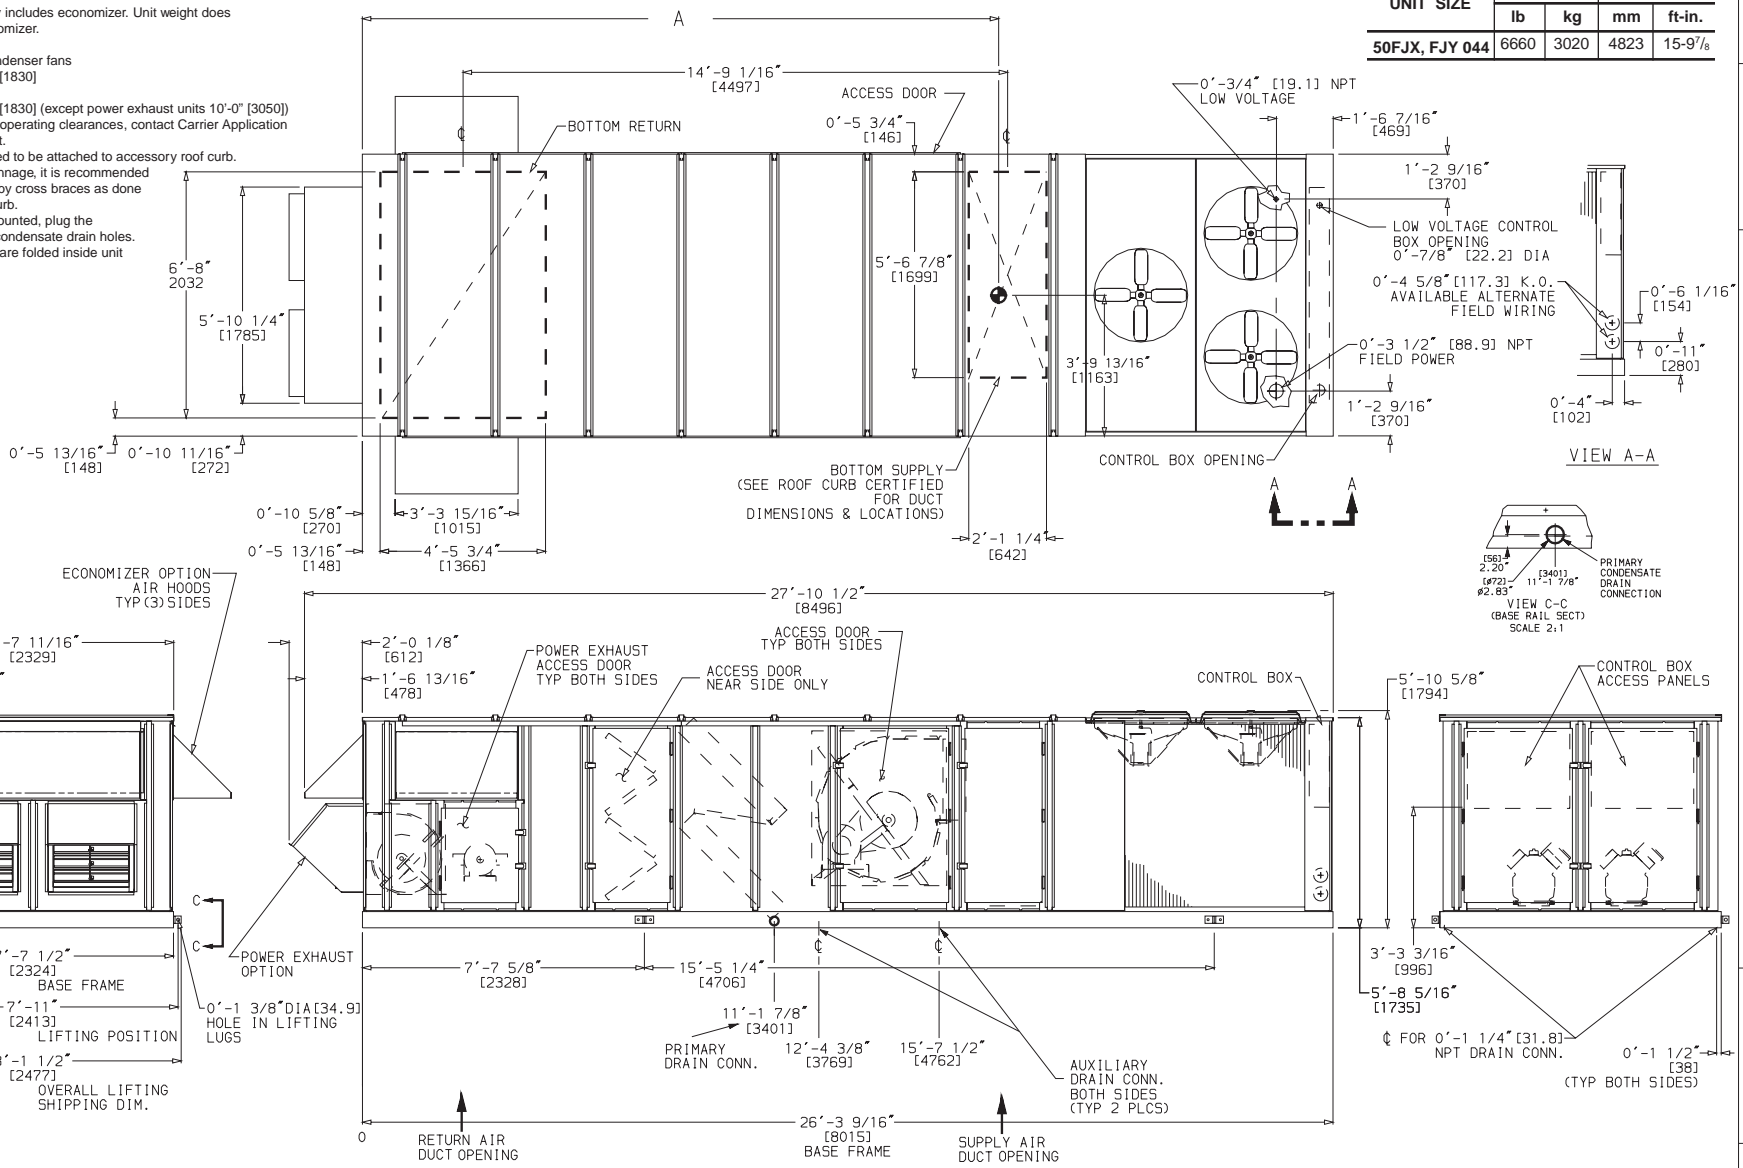 includes economizer. Unit weight does
ndenser fans
[1830]
[1830] (except power exhaust units 10'-0" [3050])
operating clearances, contact Carrier Application
ed to be attached to accessory roof curb.
nnage, it is recommended
by cross braces as done
urb.
ounted, plug the
condensate drain holes.
are folded inside unit
UNIT SIZE
lb kg mm ft-in.
50FJX, FJY 044 6660 3020 4823 15-9 7/8
A
14'-9 1/16"
[4497]
ACCESS DOOR
0'-5 3/4"
[146]
BOTTOM RETURN
0'-3/4" [19.1] NPT
LOW VOLTAGE
1'-6 7/16"
[469]
1'-2 9/16"
[370]
LOW VOLTAGE CONTROL
BOX OPENING
0'-7/8" [22.2] DIA
0'-4 5/8" [117.3] K.O.
AVAILABLE ALTERNATE
FIELD WIRING
0'-6 1/16"
[154]
0'-11"
[280]
0'-4"
[102]
VIEW A-A
6'-8"
2032
5'-10 1/4"
[1785]
5'-6 7/8"
[1699]
3'-9 13/16"
[1163]
0'-3 1/2" [88.9] NPT
FIELD POWER
1'-2 9/16"
[370]
0'-5 13/16"
[148]
0'-10 11/16"
[272]
CONTROL BOX OPENING
BOTTOM SUPPLY
(SEE ROOF CURB CERTIFIED
FOR DUCT
DIMENSIONS & LOCATIONS)
A A
0'-10 5/8"
[270]
3'-3 15/16"
[1015]
0'-5 13/16"
[148]
4'-5 3/4"
[1366]
2'-1 1/4"
[642]
[56]
2.20"
[ø72]
ø2.83"
[3401]
11'-1 7/8"
PRIMARY
CONDENSATE
DRAIN
CONNECTION
VIEW C-C
(BASE RAIL SECT)
SCALE 2:1
ECONOMIZER OPTION
AIR HOODS
TYP (3) SIDES
-7 11/16"
[2329]
27'-10 1/2"
[8496]
2'-0 1/8"
[612]
1'-6 13/16"
[478]
POWER EXHAUST
ACCESS DOOR
TYP BOTH SIDES
ACCESS DOOR
NEAR SIDE ONLY
ACCESS DOOR
TYP BOTH SIDES
CONTROL BOX
5'-10 5/8"
[1794]
CONTROL BOX
ACCESS PANELS
C
C
POWER EXHAUST
OPTION
'-7 1/2"
[2324]
BASE FRAME
7'-11"
[2413]
LIFTING POSITION
'-1 1/2"
[2477]
OVERALL LIFTING
SHIPPING DIM.
0'-1 3/8" DIA [34.9]
HOLE IN LIFTING
LUGS
7'-7 5/8"
[2328]
15'-5 1/4"
[4706]
11'-1 7/8"
[3401]
PRIMARY
DRAIN CONN.
12'-4 3/8"
[3769]
15'-7 1/2"
[4762]
AUXILIARY
DRAIN CONN.
BOTH SIDES
(TYP 2 PLCS)
3'-3 3/16"
[996]
5'-8 5/16"
[1735]
℄ FOR 0'-1 1/4" [31.8]
NPT DRAIN CONN.
0'-1 1/2"
[38]
(TYP BOTH SIDES)
0
RETURN AIR
DUCT OPENING
26'-3 9/16"
[8015]
BASE FRAME
SUPPLY AIR
DUCT OPENING